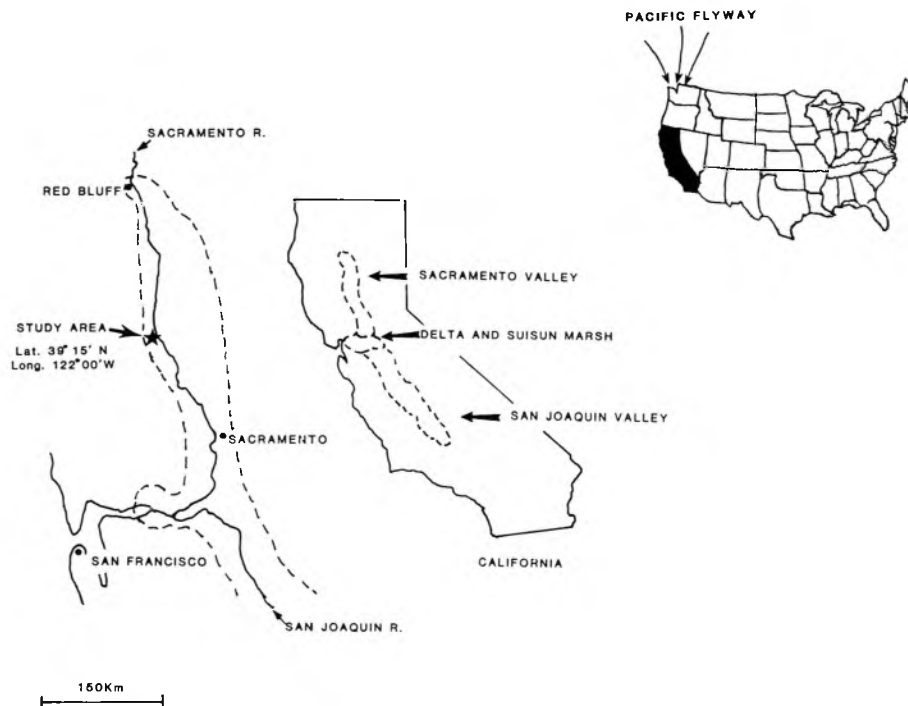 PACIFIC FLYWAY
SACRAMENTO R.
RED BLUFF
STUDY AREA
Lat. 39° 15' N
Long. 122°00'W
SACRAMENTO
SAN FRANCISCO
SAN JOAQUIN R.
150Km
SACRAMENTO VALLEY
DELTA AND SUISUN MARSH
SAN JOAQUIN VALLEY
CALIFORNIA